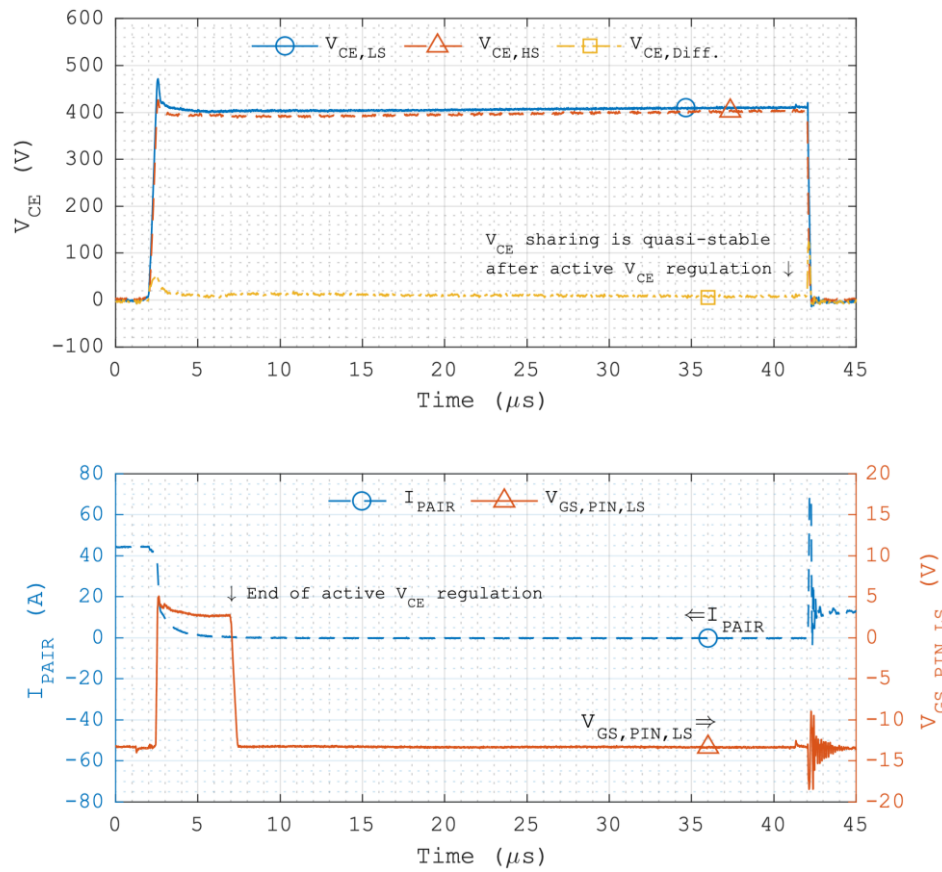 600
500
400
300
200
100
0
-100
V_CE (V)
V_CE,LS V_CE,HS V_CE,Diff.
V_CE sharing is quasi-stable
after active V_CE regulation ↓
0 5 10 15 20 25 30 35 40 45
Time (μs)
80
60
40
20
0
-20
-40
-60
-80
I_PAIR (A)
I_PAIR V_GS,PIN,LS
↓ End of active V_CE regulation
⇐I_PAIR
V_GS,PIN,LS⇒
20
15
10
5
0
-5
-10
-15
-20
V_GS,PIN,LS (V)
0 5 10 15 20 25 30 35 40 45
Time (μs)